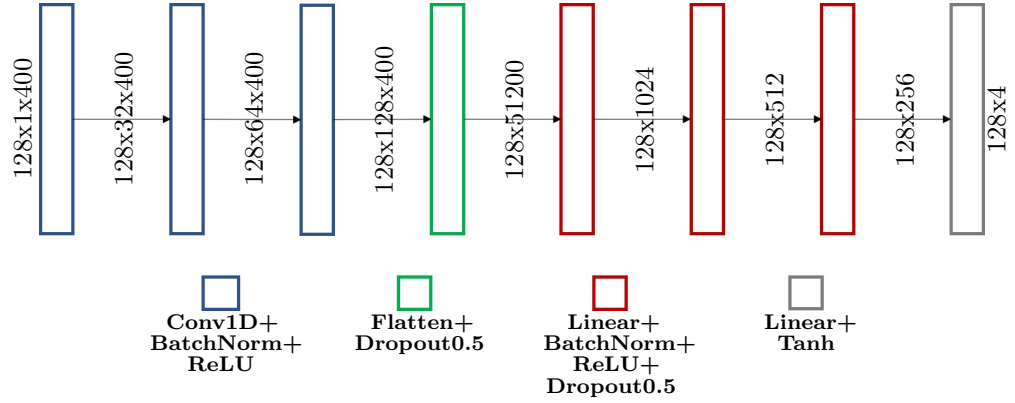 128x1x400
128x32x400
128x64x400
128x128x400
128x51200
128x1024
128x512
128x256
128x4
Conv1D+
BatchNorm+
ReLU
Flatten+
Dropout0.5
Linear+
BatchNorm+
ReLU+
Dropout0.5
Linear+
Tanh